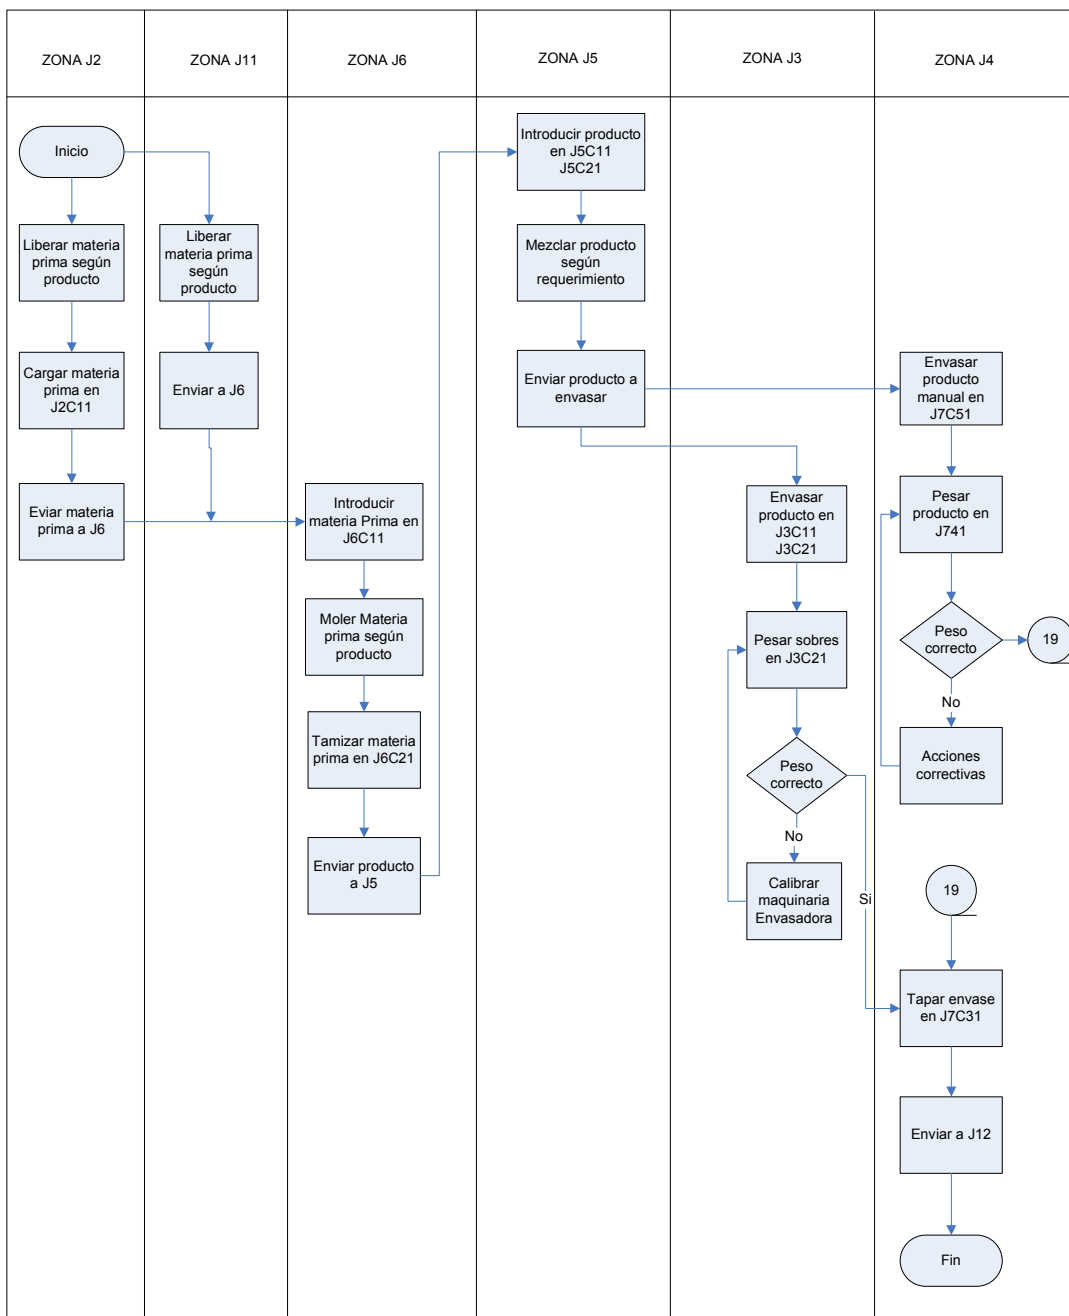 ZONA J2
ZONA J11
ZONA J6
ZONA J5
ZONA J3
ZONA J4
Inicio
Liberar materia
prima según
producto
Cargar materia
prima en
J2C11
Eviar materia
prima a J6
Liberar
materia prima
según
producto
Enviar a J6
Introducir
materia Prima en
J6C11
Moler Materia
prima según
producto
Tamizar materia
prima en J6C21
Enviar producto
a J5
Introducir producto
en J5C11
J5C21
Mezclar producto
según
requerimiento
Enviar producto a
envasar
Envasar
producto en
J3C11
J3C21
Pesar sobres
en J3C21
Peso
correcto
No
Si
Calibrar
maquinaria
Envasadora
Envasar
producto
manual en
J7C51
Pesar
producto en
J741
Peso
correcto
19
No
Acciones
correctivas
19
Tapar envase
en J7C31
Enviar a J12
Fin